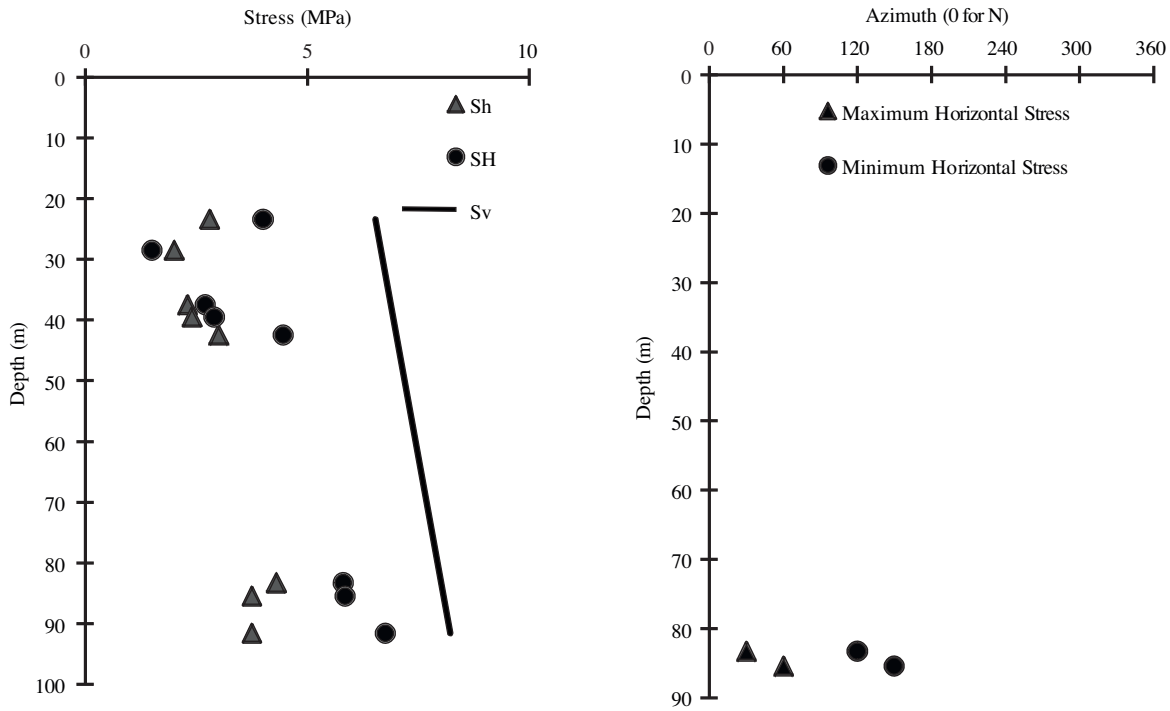 Stress (MPa)
0 5 10
0
10
20
30
40
50
60
70
80
90
100
Depth (m)
Sh
SH
Sv
Azimuth (0 for N)
0 60 120 180 240 300 360
0
10
20
30
40
50
60
70
80
90
Depth (m)
Maximum Horizontal Stress
Minimum Horizontal Stress